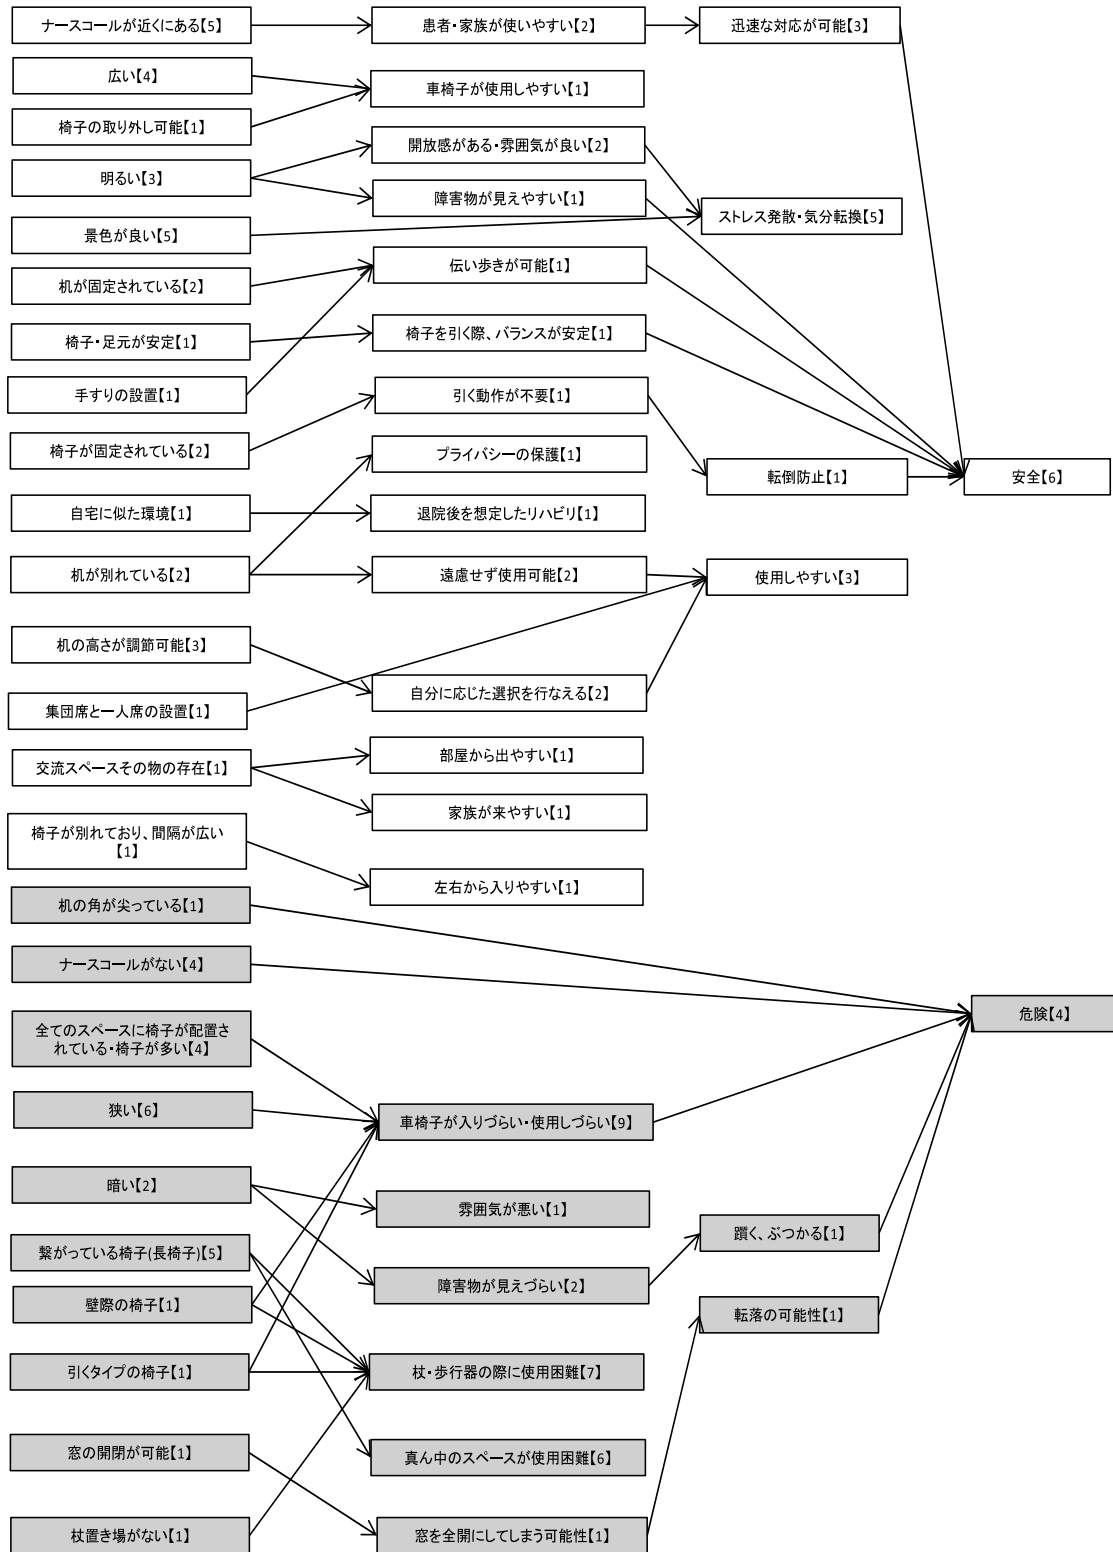 ナースコールが近くにある【5】
患者・家族が使いやすい【2】
迅速な対応が可能【3】
広い【4】
車椅子が使用しやすい【1】
椅子の取り外し可能【1】
開放感がある・雰囲気が良い【2】
明るい【3】
障害物が見えやすい【1】
ストレス発散・気分転換【5】
景色が良い【5】
伝い歩きが可能【1】
机が固定されている【2】
椅子・足元が安定【1】
椅子を引く際、バランスが安定【1】
手すりの設置【1】
引く動作が不要【1】
椅子が固定されている【2】
プライバシーの保護【1】
転倒防止【1】
安全【6】
自宅に似た環境【1】
退院後を想定したリハビリ【1】
机が別れている【2】
遠慮せず使用可能【2】
使用しやすい【3】
机の高さが調節可能【3】
自分に応じた選択を行なえる【2】
集団席と一人席の設置【1】
部屋から出やすい【1】
交流スペースその物の存在【1】
家族が来やすい【1】
椅子が別れており、間隔が広い
【1】
左右から入りやすい【1】
机の角が尖っている【1】
ナースコールがない【4】
危険【4】
全てのスペースに椅子が配置さ
れている・椅子が多い【4】
狭い【6】
車椅子が入りづらい・使用しづらい【9】
暗い【2】
雰囲気が悪い【1】
躓く、ぶつかる【1】
繋がっている椅子(長椅子)【5】
障害物が見えづらい【2】
壁際の椅子【1】
転落の可能性【1】
引くタイプの椅子【1】
杖・歩行器の際に使用困難【7】
窓の開閉が可能【1】
真ん中のスペースが使用困難【6】
杖置き場がない【1】
窓を全開にしてしまう可能性【1】